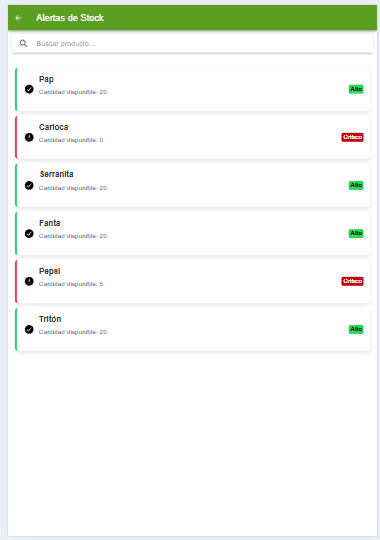 Alertas de Stock
Buscar producto...
Pap
Cantidad disponible: 20
Alto
Carioca
Cantidad disponible: 0
Crítico
Serranita
Cantidad disponible: 20
Alto
Fanta
Cantidad disponible: 20
Alto
Pepsi
Cantidad disponible: 5
Crítico
Tritón
Cantidad disponible: 20
Alto